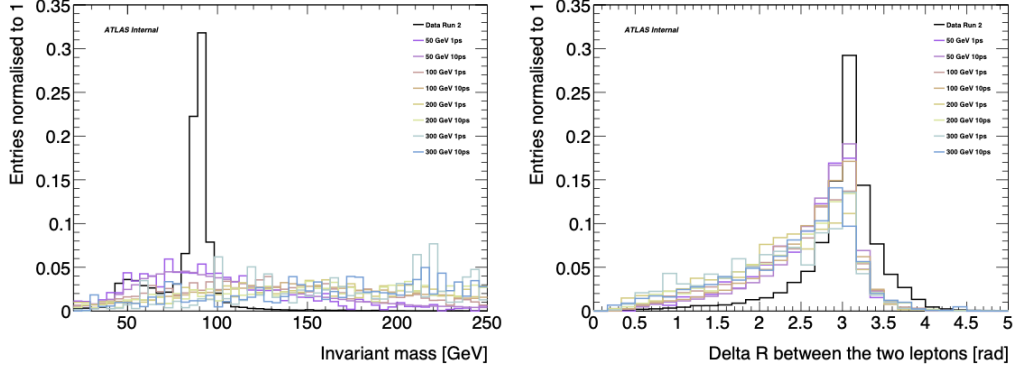 Entries normalised to 1
0.35
0.3
0.25
0.2
0.15
0.1
0.05
0
50
100
150
200
250
Invariant mass [GeV]
ATLAS Internal
Data Run 2
50 GeV 1ps
50 GeV 10ps
100 GeV 1ps
100 GeV 10ps
200 GeV 1ps
200 GeV 10ps
300 GeV 1ps
300 GeV 10ps
Entries normalised to 1
0.35
0.3
0.25
0.2
0.15
0.1
0.05
0
0 0.5 1 1.5 2 2.5 3 3.5 4 4.5 5
Delta R between the two leptons [rad]
ATLAS Internal
Data Run 2
50 GeV 1ps
50 GeV 10ps
100 GeV 1ps
100 GeV 10ps
200 GeV 1ps
200 GeV 10ps
300 GeV 1ps
300 GeV 10ps